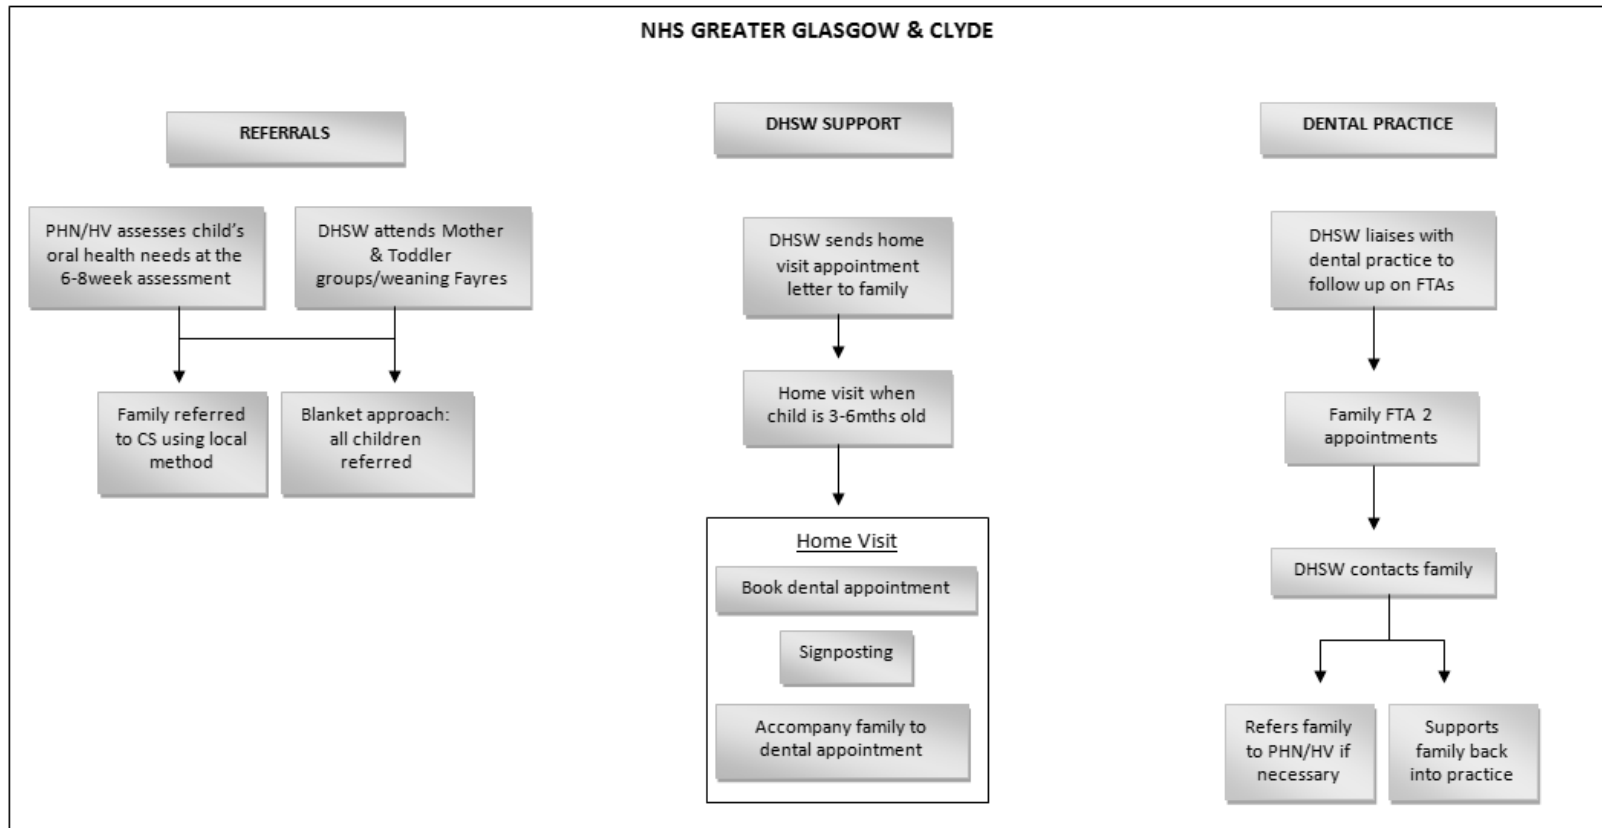 NHS GREATER GLASGOW & CLYDE
REFERRALS
PHN/HV assesses child's
oral health needs at the
6-8week assessment
DHSW attends Mother
& Toddler
groups/weaning Fayres
Family referred
to CS using local
method
Blanket approach:
all children
referred
DHSW SUPPORT
DHSW sends home
visit appointment
letter to family
Home visit when
child is 3-6mths old
Home Visit
Book dental appointment
Signposting
Accompany family to
dental appointment
DENTAL PRACTICE
DHSW liaises with
dental practice to
follow up on FTAs
Family FTA 2
appointments
DHSW contacts family
Refers family
to PHN/HV if
necessary
Supports
family back
into practice